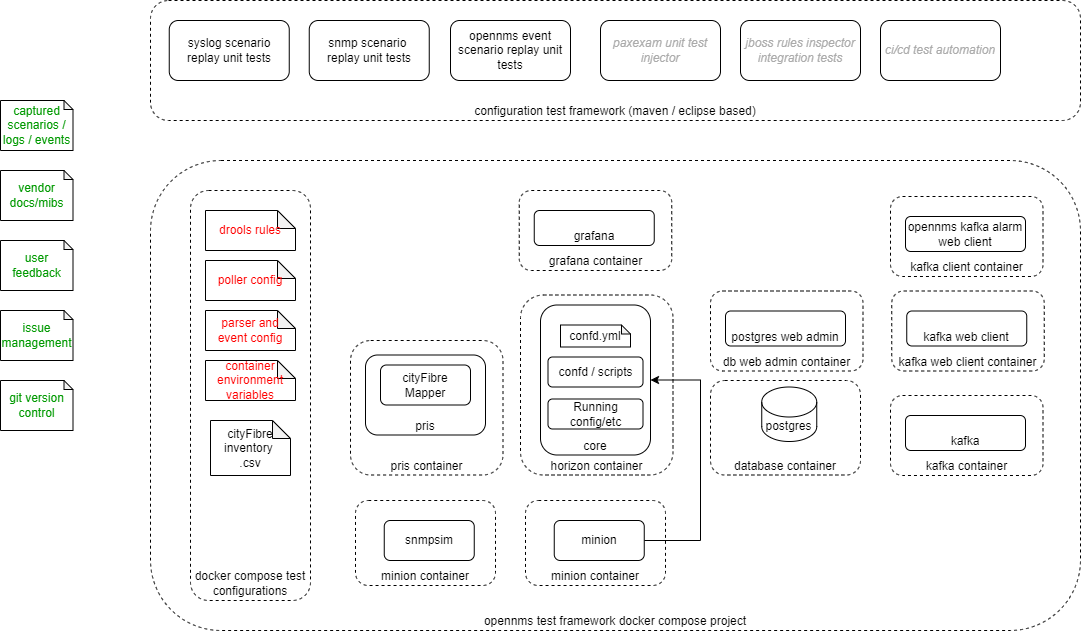 syslog scenario
replay unit tests
snmp scenario
replay unit tests
opennms event
scenario replay unit
tests
paxexam unit test
injector
jboss rules inspector
integration tests
ci/cd test automation
configuration test framework (maven / eclipse based)
captured
scenarios /
logs / events
vendor
docs/mibs
user
feedback
issue
management
git version
control
drools rules
poller config
parser and
event config
container
environment
variables
cityFibre
inventory
.csv
docker compose test
configurations
cityFibre
Mapper
pris
pris container
snmpsim
minion container
grafana
grafana container
confd.yml
confd / scripts
Running
config/etc
core
horizon container
minion
minion container
postgres web admin
db web admin container
postgres
database container
opennms kafka alarm
web client
kafka client container
kafka web client
kafka web client container
kafka
kafka container
opennms test framework docker compose project